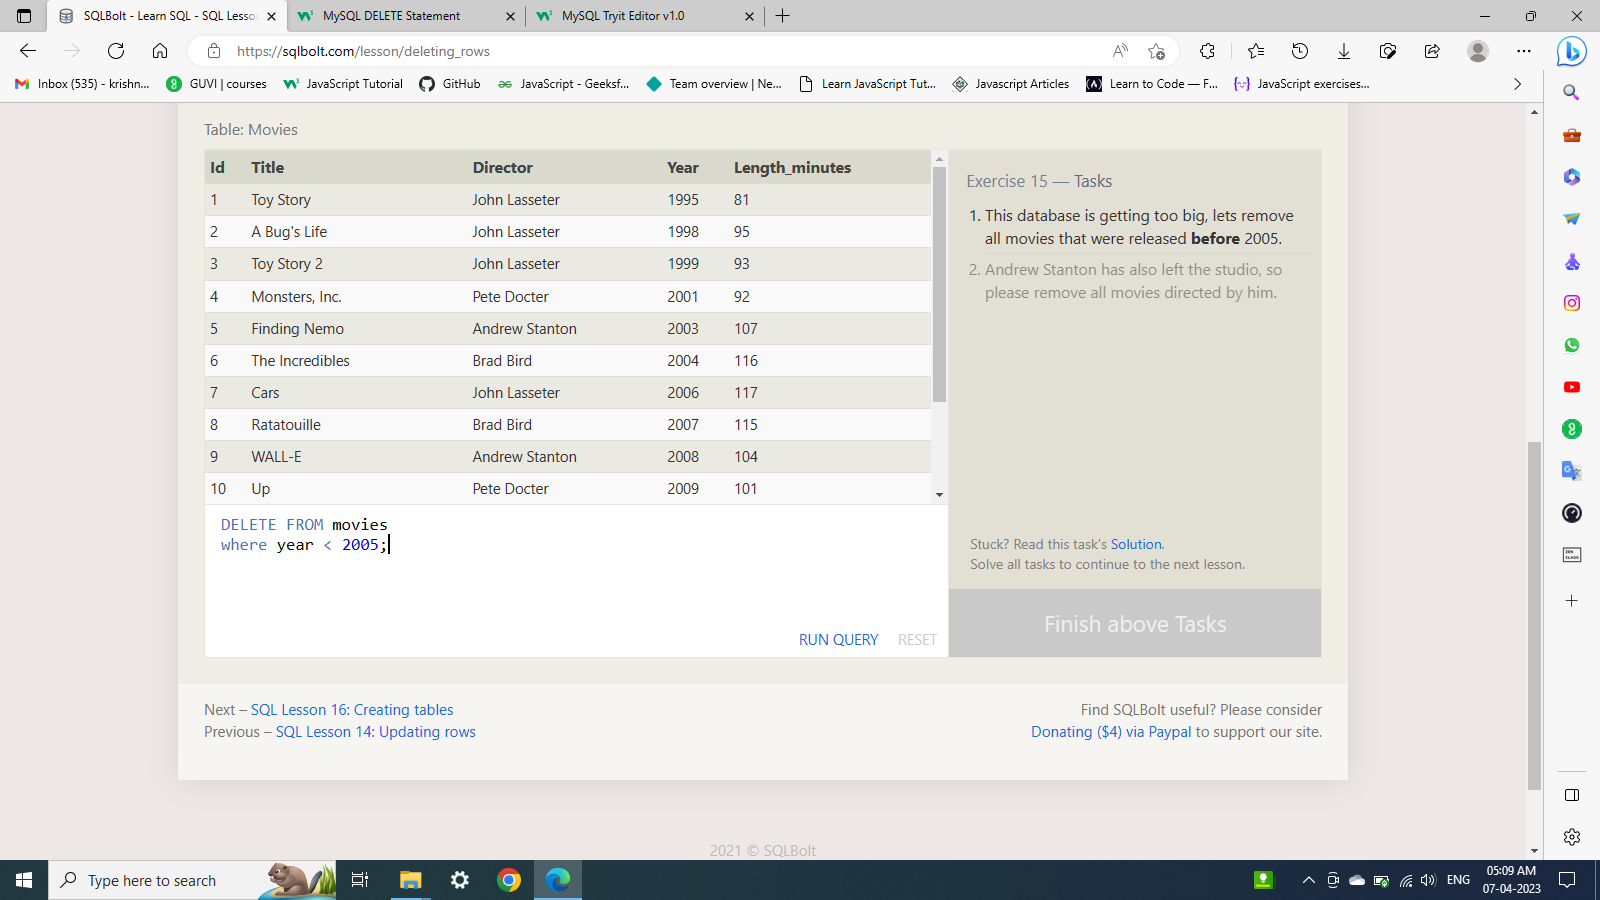 SQLBolt - Learn SQL - SQL Lesso
MySQL DELETE Statement
MySQL Tryit Editor v1.0
https://sqlbolt.com/lesson/deleting_rows
Inbox (535) - krishn...
GUVI | courses
JavaScript Tutorial
GitHub
JavaScript - Geeksf...
Team overview | Ne...
Learn JavaScript Tut...
Javascript Articles
Learn to Code — F...
JavaScript exercises...
Table: Movies
Id Title Director Year Length_minutes
1 Toy Story John Lasseter 1995 81
2 A Bug's Life John Lasseter 1998 95
3 Toy Story 2 John Lasseter 1999 93
4 Monsters, Inc. Pete Docter 2001 92
5 Finding Nemo Andrew Stanton 2003 107
6 The Incredibles Brad Bird 2004 116
7 Cars John Lasseter 2006 117
8 Ratatouille Brad Bird 2007 115
9 WALL-E Andrew Stanton 2008 104
10 Up Pete Docter 2009 101
DELETE FROM movies
where year < 2005;
RUN QUERY RESET
Exercise 15 — Tasks
1. This database is getting too big, lets remove
all movies that were released before 2005.
2. Andrew Stanton has also left the studio, so
please remove all movies directed by him.
Stuck? Read this task's Solution.
Solve all tasks to continue to the next lesson.
Finish above Tasks
Next – SQL Lesson 16: Creating tables
Previous – SQL Lesson 14: Updating rows
Find SQLBolt useful? Please consider
Donating ($4) via Paypal to support our site.
2021 © SQLBolt
Type here to search
ENG
05:09 AM
07-04-2023